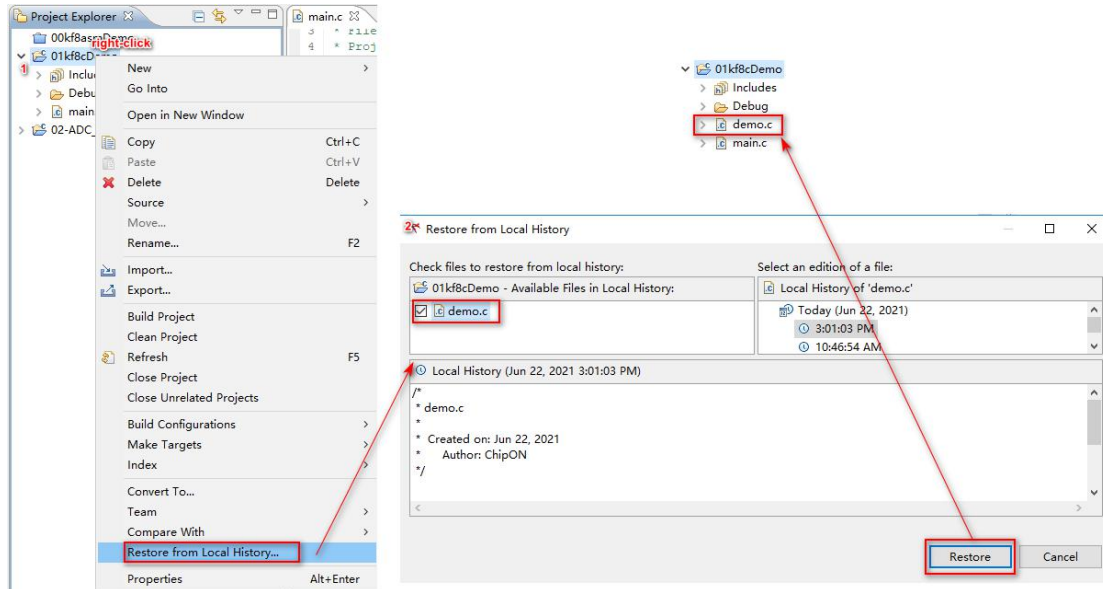 Project Explorer
main.c
00kf8asraDemo
right-click
3 * File
4 * Proj
01kf8cDemo
1
Inclu
Debu
main
02-ADC_
New
Go Into
Open in New Window
Copy Ctrl+C
Paste Ctrl+V
Delete Delete
Source
Move...
Rename... F2
Import...
Export...
Build Project
Clean Project
Refresh F5
Close Project
Close Unrelated Projects
Build Configurations
Make Targets
Index
Convert To...
Team
Compare With
Restore from Local History...
Properties Alt+Enter
01kf8cDemo
Includes
Debug
demo.c
main.c
2
Restore from Local History
Check files to restore from local history:
01kf8cDemo - Available Files in Local History:
demo.c
Select an edition of a file:
Local History of 'demo.c'
Today (Jun 22, 2021)
3:01:03 PM
10:46:54 AM
Local History (Jun 22, 2021 3:01:03 PM)
/*
* demo.c
*
* Created on: Jun 22, 2021
* Author: ChipON
*/
Restore
Cancel